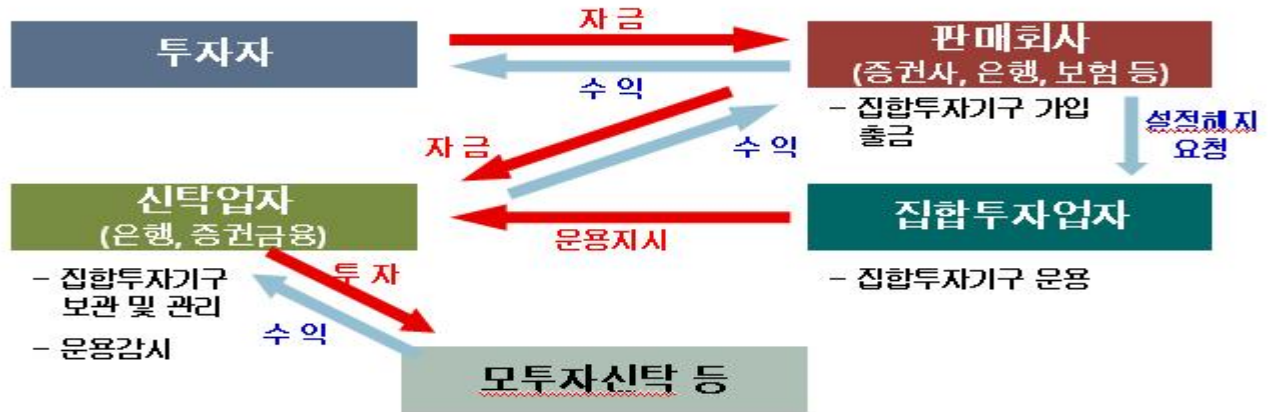 자 금
투자자
판매회사
(증권사, 은행, 보험 등)
수 익
– 집합투자기구 가입
출금
설정해지
요청
자 금
수 익
신탁업자
(은행, 증권금융)
집합투자업자
운용지시
– 집합투자기구
보관 및 관리
– 운용감시
투 자
– 집합투자기구 운용
수 익
모투자신탁 등